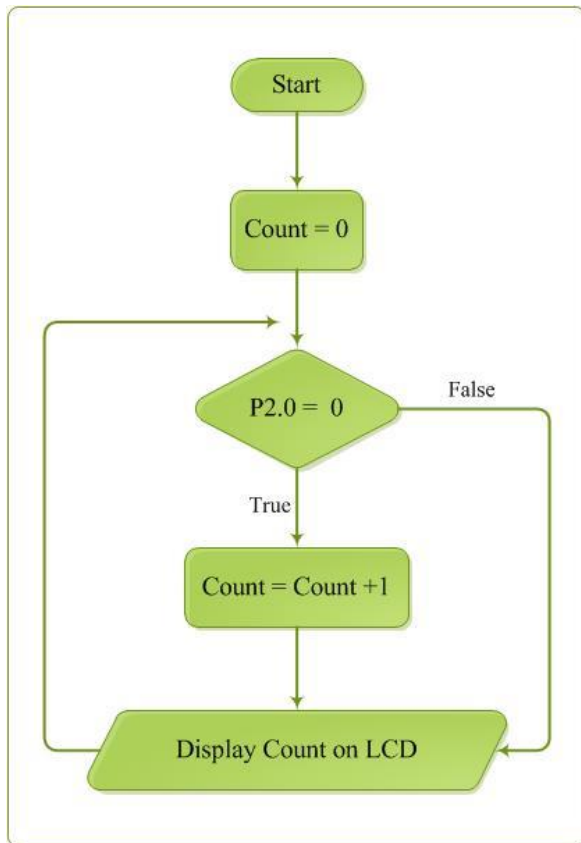 Start
Count = 0
P2.0 = 0
False
True
Count = Count +1
Display Count on LCD